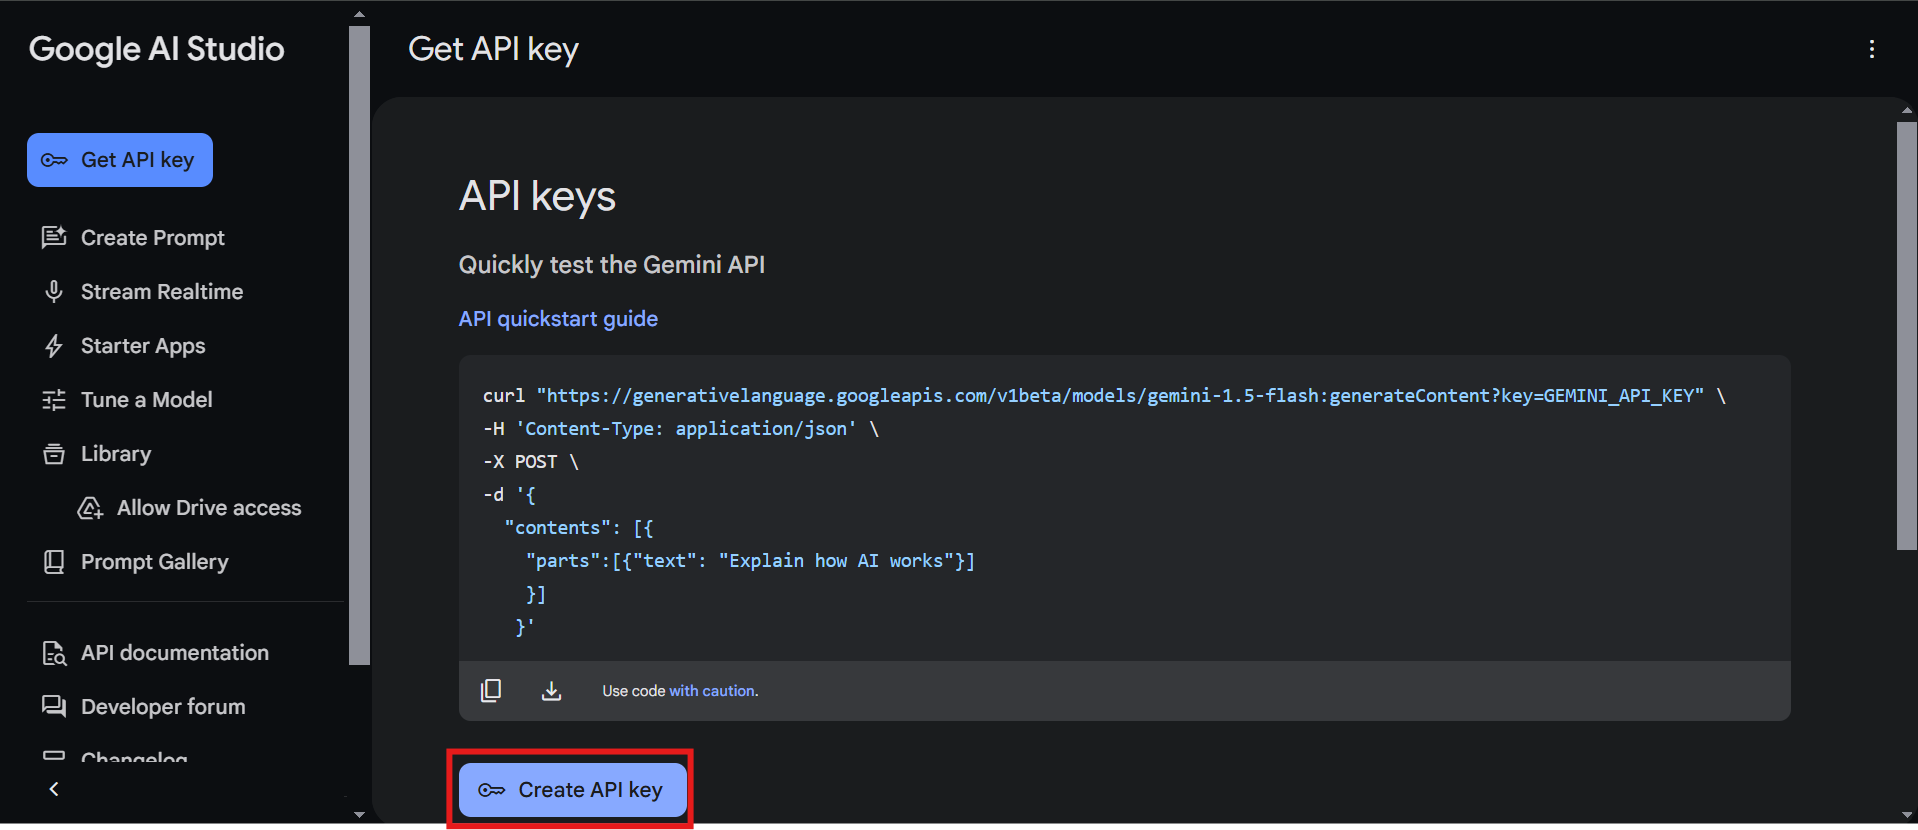 Google AI Studio
Get API key
Get API key
Create Prompt
Stream Realtime
Starter Apps
Tune a Model
Library
Allow Drive access
Prompt Gallery
API documentation
Developer forum
Changelog
API keys
Quickly test the Gemini API
API quickstart guide
curl "https://generativelanguage.googleapis.com/v1beta/models/gemini-1.5-flash:generateContent?key=GEMINI_API_KEY" \
-H 'Content-Type: application/json' \
-X POST \
-d '{
"contents": [{
"parts":[{"text": "Explain how AI works"}]
}]
}'
Use code with caution.
Create API key